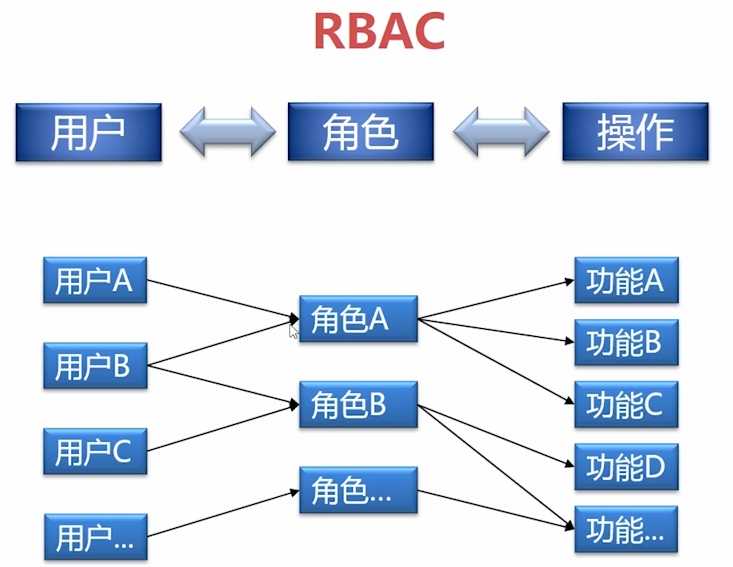 RBAC
用户
角色
操作
用户A
用户B
用户C
用户...
角色A
角色B
角色...
功能A
功能B
功能C
功能D
功能...